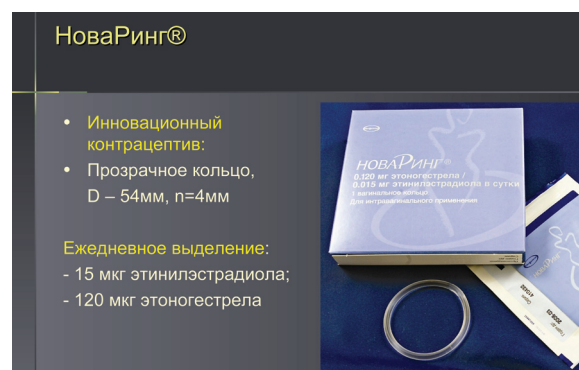 НоваРинг®
• Инновационный
контрацептив:
• Прозрачное кольцо,
D – 54мм, n=4мм
Ежедневное выделение:
- 15 мкг этинилэстрадиола;
- 120 мкг этоногестрела
НОВАРИНГ®
0.120 мг этоногестрела /
0.015 мг этинилэстрадиола в сутки
1 вагинальное кольцо
Для интравагинального применения